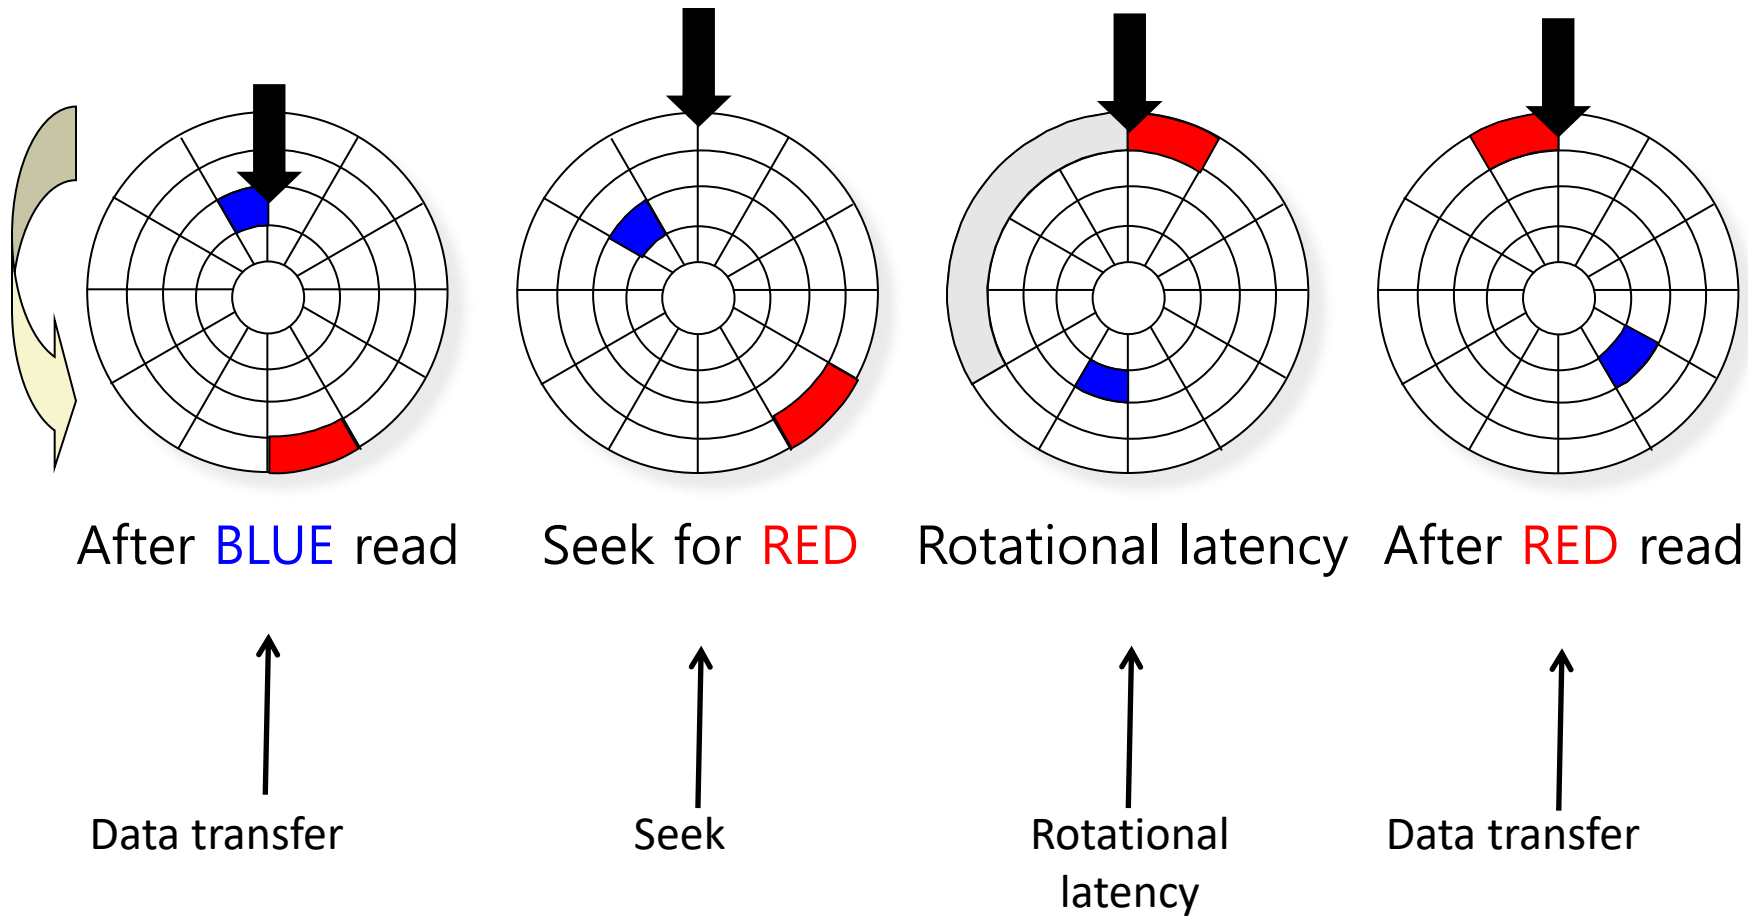 After BLUE read
Seek for RED
Rotational latency
After RED read
Data transfer
Seek
Rotational
latency
Data transfer